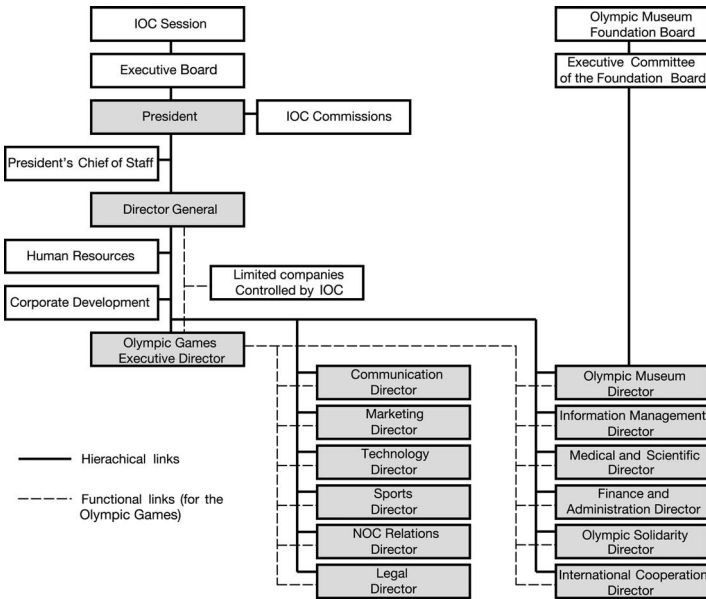 IOC Session
Executive Board
President
IOC Commissions
President's Chief of Staff
Director General
Human Resources
Limited companies
Controlled by IOC
Corporate Development
Olympic Games
Executive Director
Olympic Museum
Foundation Board
Executive Committee
of the Foundation Board
Communication
Director
Marketing
Director
Technology
Director
Sports
Director
NOC Relations
Director
Legal
Director
Olympic Museum
Director
Information Management
Director
Medical and Scientific
Director
Finance and
Administration Director
Olympic Solidarity
Director
International Cooperation
Director
Hierachical links
Functional links (for the
Olympic Games)